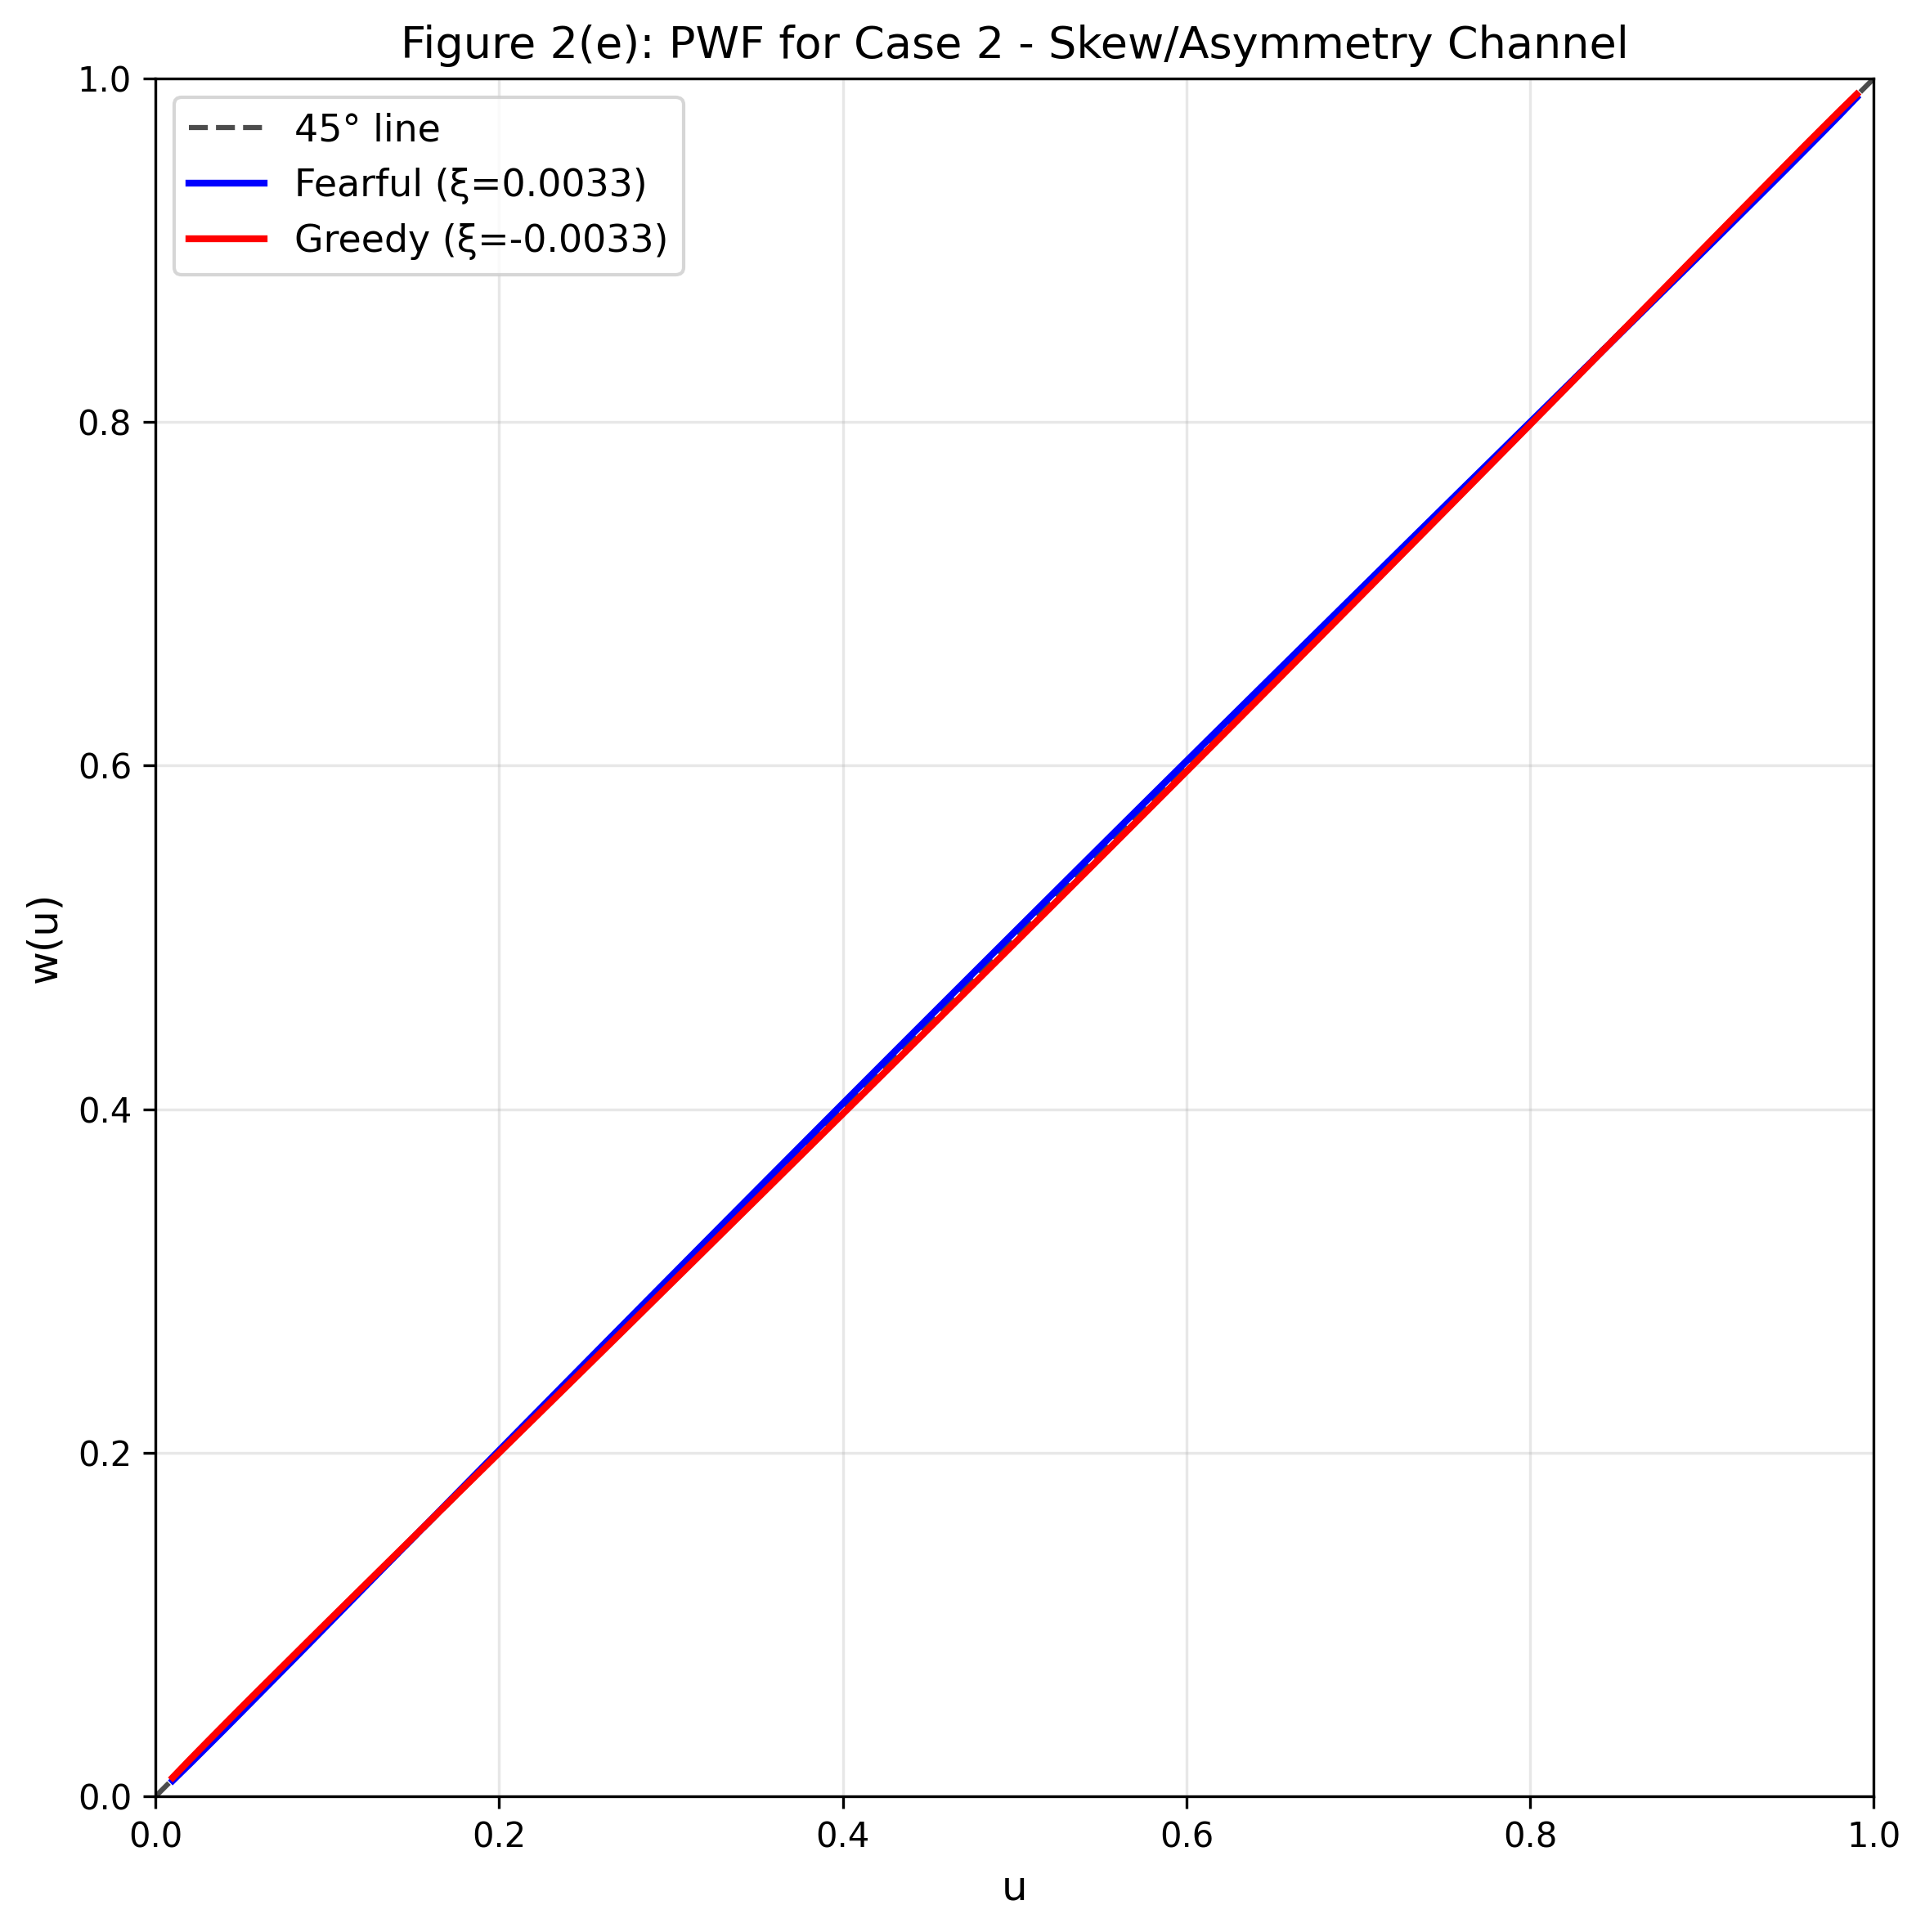 Figure 2(e): PWF for Case 2 - Skew/Asymmetry Channel
45° line
Fearful (ξ=0.0033)
Greedy (ξ=-0.0033)
1.0
0.8
0.6
0.4
0.2
0.0
w(u)
0.0 0.2 0.4 0.6 0.8 1.0
u